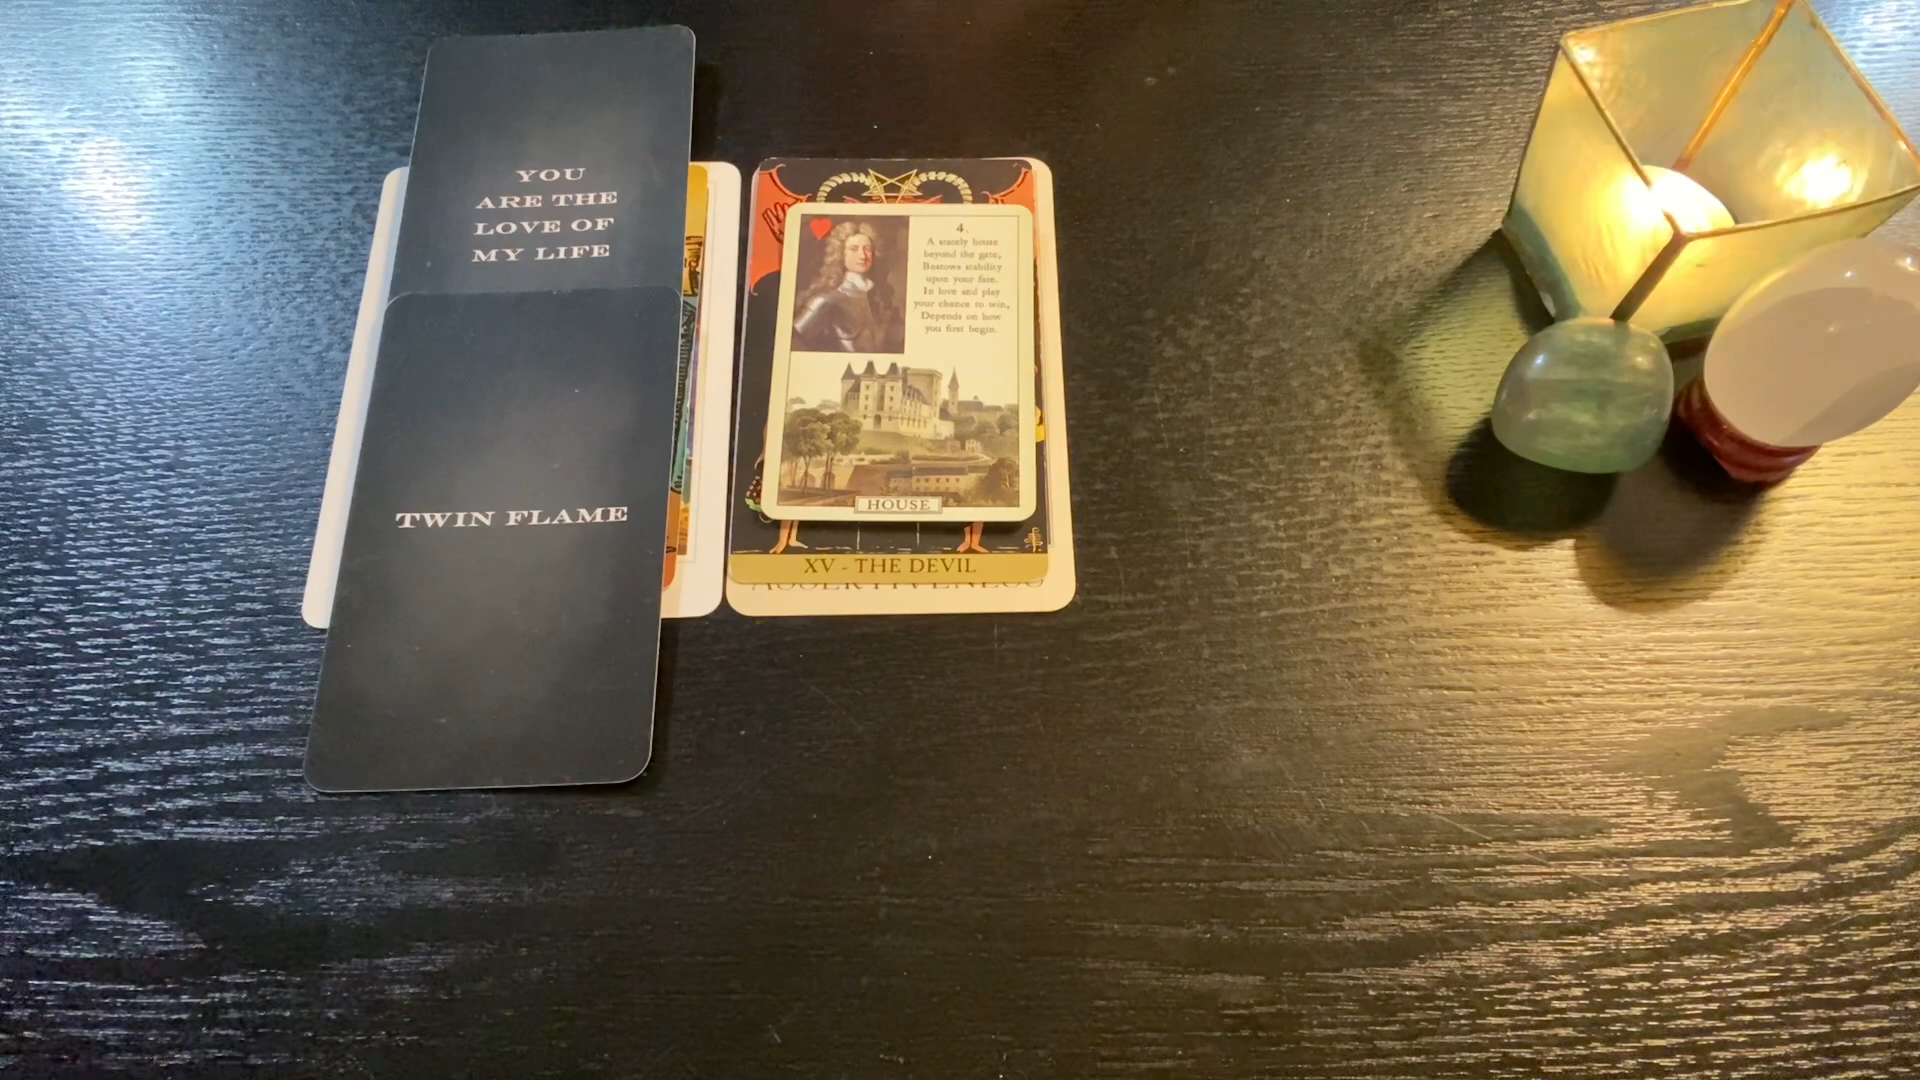 YOU
ARE THE
LOVE OF
MY LIFE
TWIN FLAME
4.
A stately house
beyond the gate,
Bestows stability
upon your fate.
In love and play
your chance to win,
Depends on how
you first begin.
HOUSE
XV - THE DEVIL
ASSERTIVENESS